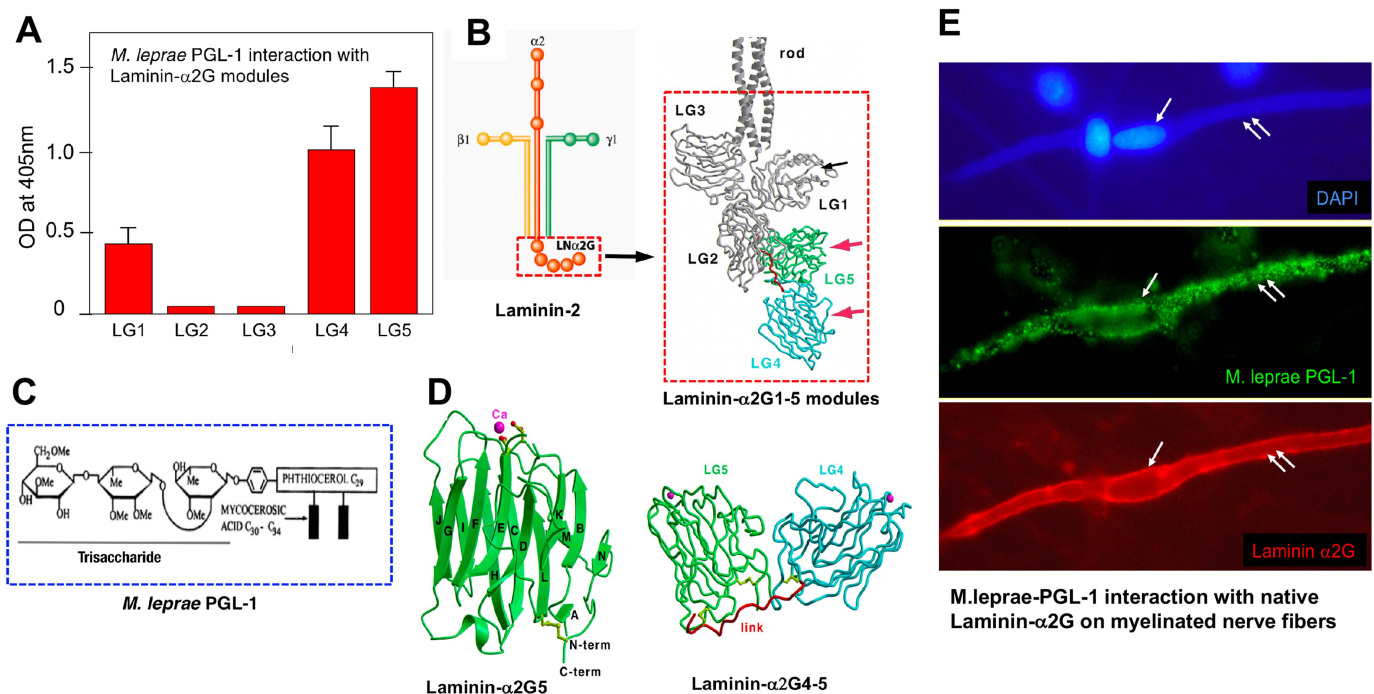 A
M. leprae PGL-1 interaction with
Laminin-α2G modules
OD at 405nm
1.5
1.0
0.5
0
LG1
LG2
LG3
LG4
LG5
B
α2
β1
γ1
LNα2G
Laminin-2
rod
LG3
LG1
LG2
LG5
LG4
Laminin-α2G1-5 modules
C
CH₂OMe
O
O
O
O
O
O
OH
OMe
OH
OH
Me
OMe
OMe
OH
Me
OMe
PHTHIOCEROL C₂₉
MYCOCEROSIC
ACID C₃₀- C₃₄
Trisaccharide
M. leprae PGL-1
D
Ca
J
G
I
F
E
C
D
K
M
B
N
H
L
A
N-term
C-term
Laminin-α2G5
LG5
LG4
link
Laminin-α2G4-5
E
DAPI
M. leprae PGL-1
Laminin α2G
M.leprae-PGL-1 interaction with native
Laminin-α2G on myelinated nerve fibers